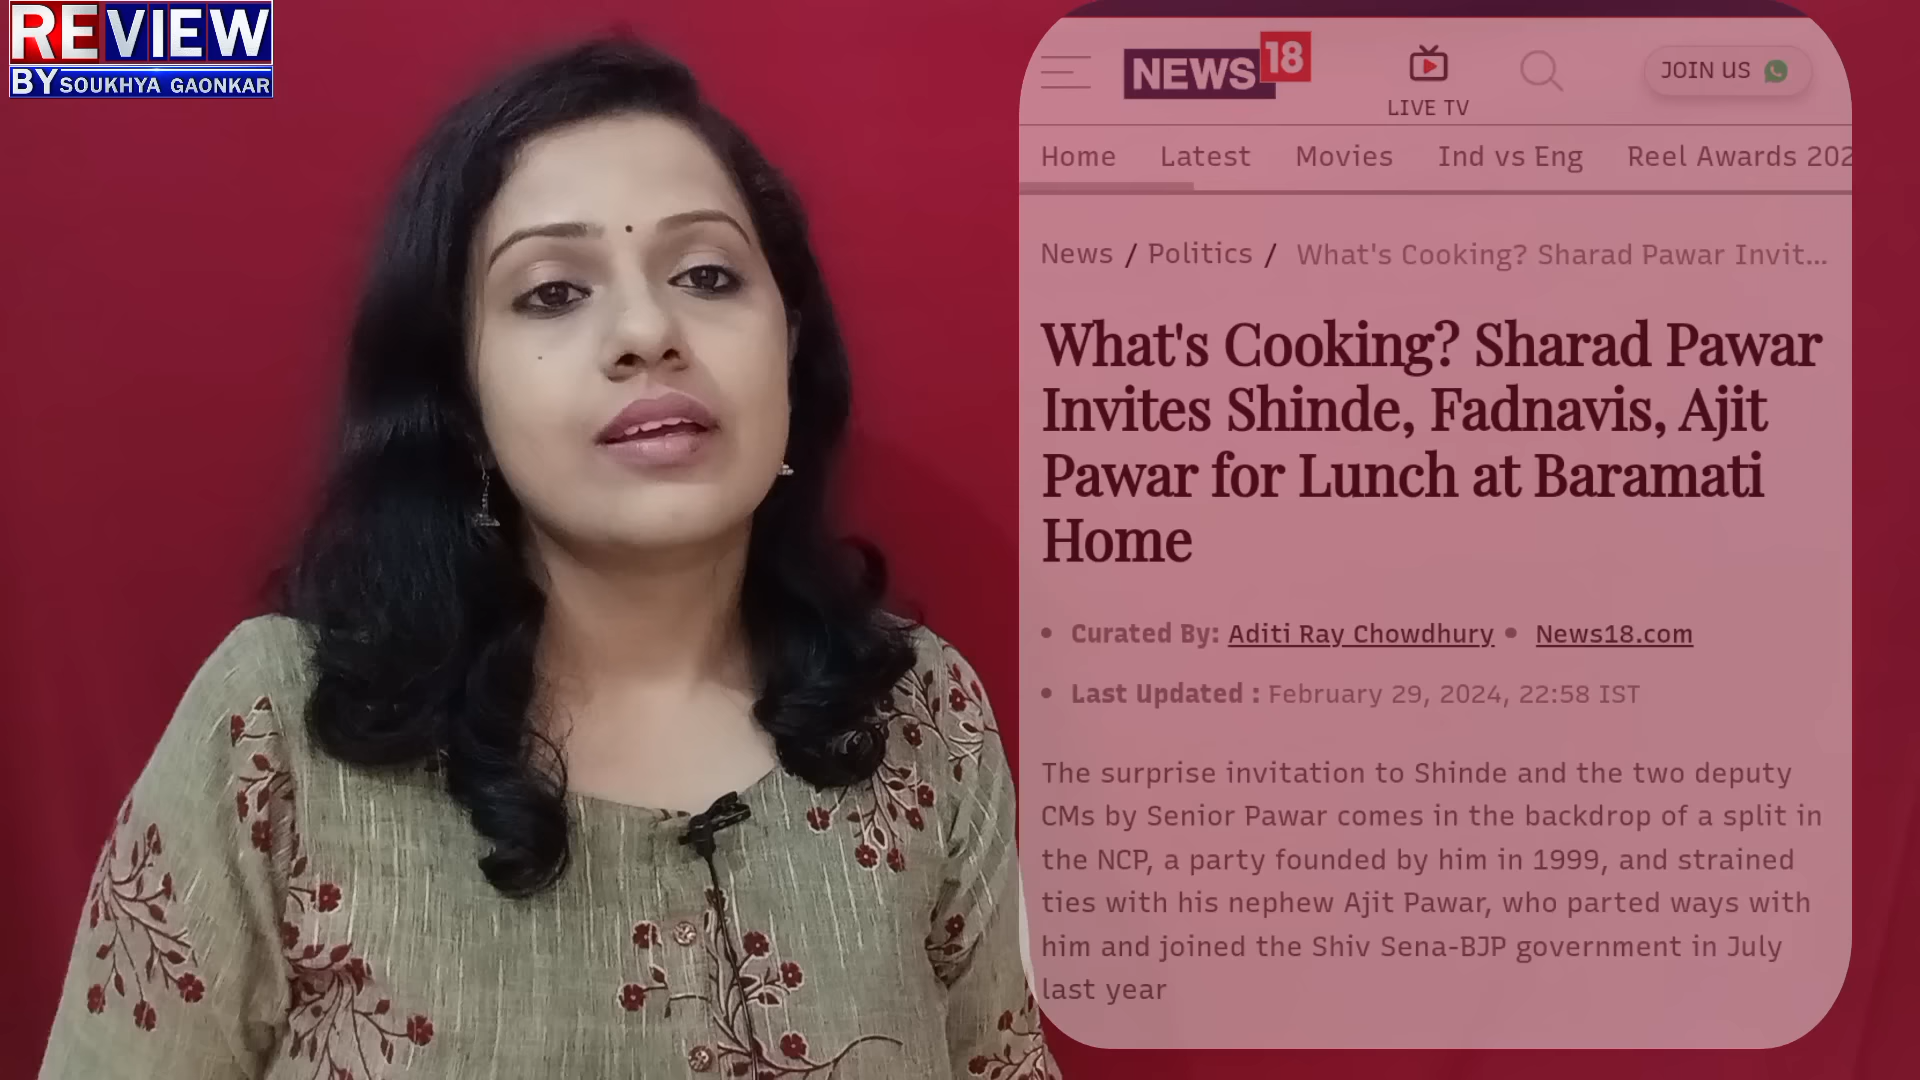 REVIEW
BY SOUKHYA GAONKAR
NEWS 18
LIVE TV
JOIN US
Home Latest Movies Ind vs Eng Reel Awards 202
News / Politics / What's Cooking? Sharad Pawar Invit...
What's Cooking? Sharad Pawar
Invites Shinde, Fadnavis, Ajit
Pawar for Lunch at Baramati
Home
• Curated By: Aditi Ray Chowdhury • News18.com
• Last Updated : February 29, 2024, 22:58 IST
The surprise invitation to Shinde and the two deputy
CMs by Senior Pawar comes in the backdrop of a split in
the NCP, a party founded by him in 1999, and strained
ties with his nephew Ajit Pawar, who parted ways with
him and joined the Shiv Sena-BJP government in July
last year